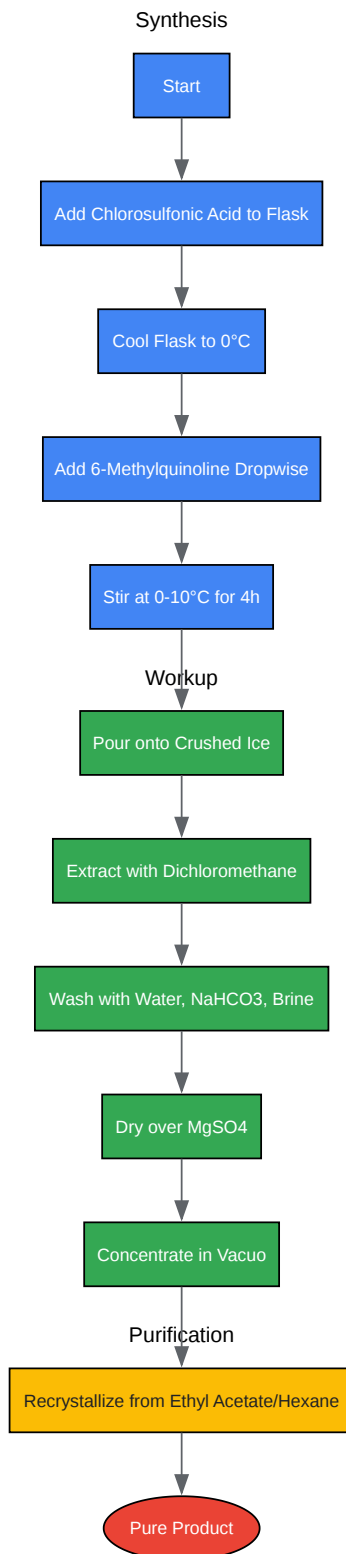 Synthesis
Start
Add Chlorosulfonic Acid to Flask
Cool Flask to 0°C
Add 6-Methylquinoline Dropwise
Stir at 0-10°C for 4h
Workup
Pour onto Crushed Ice
Extract with Dichloromethane
Wash with Water, NaHCO3, Brine
Dry over MgSO4
Concentrate in Vacuo
Purification
Recrystallize from Ethyl Acetate/Hexane
Pure Product